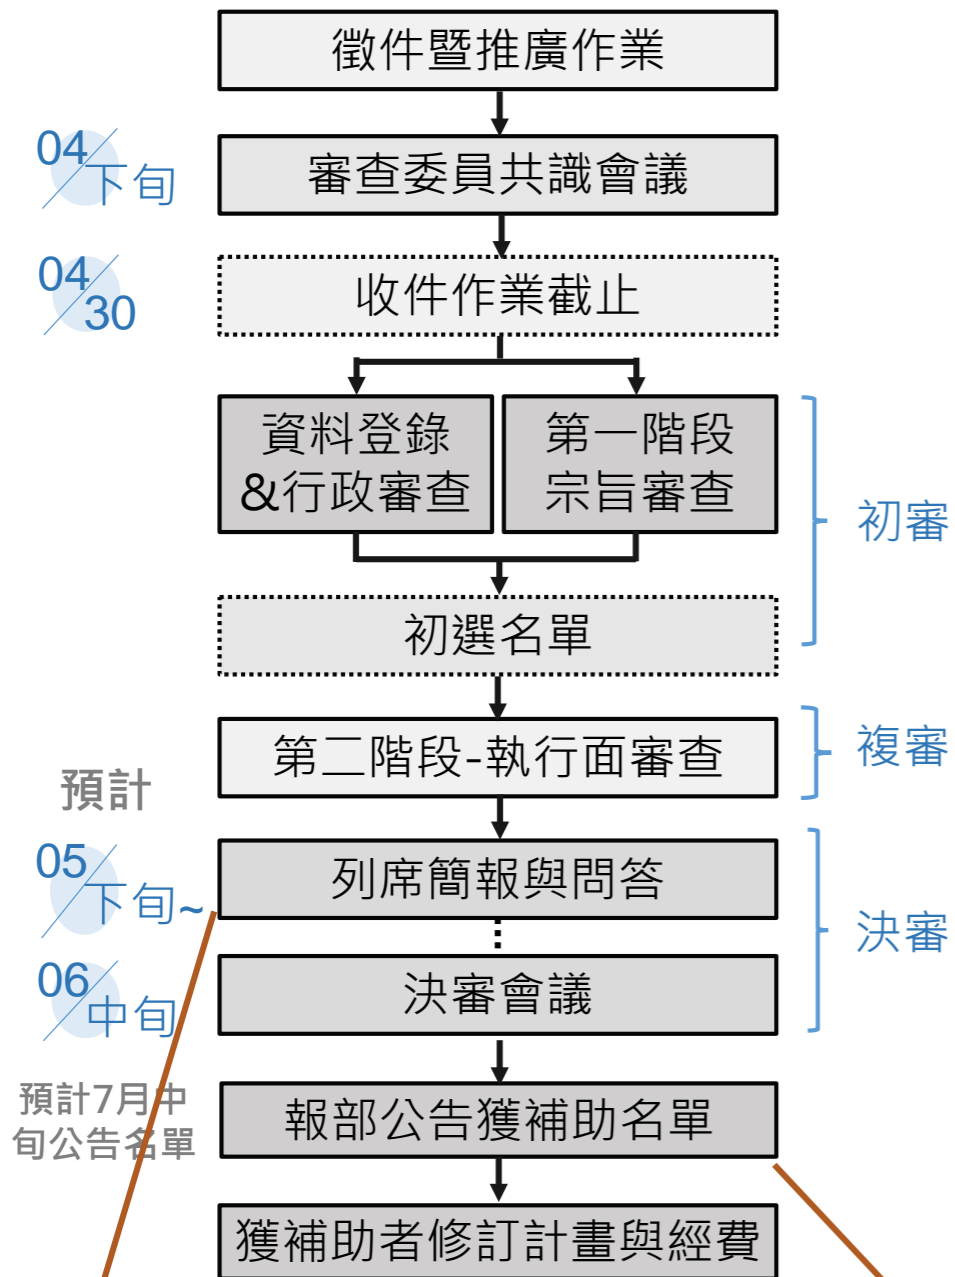 徵件暨推廣作業
04
下旬
審查委員共識會議
04
30
收件作業截止
資料登錄
&行政審查
第一階段
宗旨審查
初審
初選名單
第二階段-執行面審查
複審
預計
05
下旬~
列席簡報與問答
決審
06
中旬
決審會議
預計7月中
旬公告名單
報部公告獲補助名單
獲補助者修訂計畫與經費